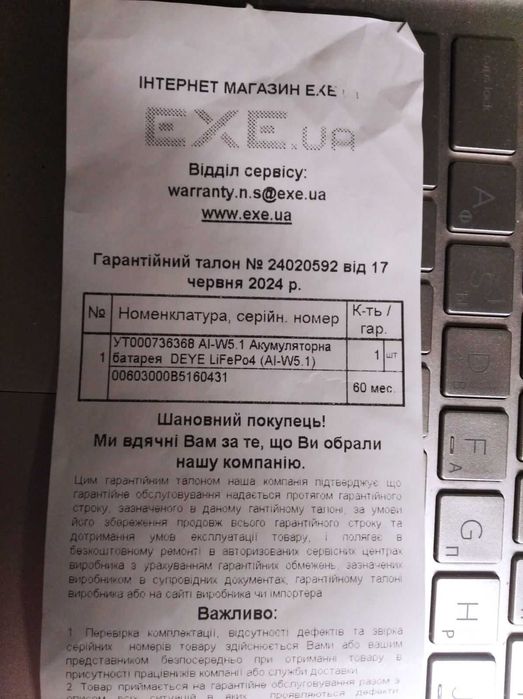 ІНТЕРНЕТ МАГАЗИН EXE
EXE.UA
Відділ сервісу:
warranty.n.s@exe.ua
www.exe.ua
Гарантійний талон № 24020592 від 17
червня 2024 р.
№ Номенклатура, серійн. номер К-ть / гар.
1 УТ000736368 AI-W5.1 Акумуляторна 1 шт
батарея DEYE LiFePo4 (AI-W5.1)
00603000B5160431 60 мес.
Шановний покупець!
Ми вдячні Вам за те, що Ви обрали
нашу компанію.
Цим гарантійним талоном наша компанія підтверджує, що
гарантійне обслуговування надається протягом гарантійного
строку, зазначеного в даному гантійному талоні, за умови
його збереження продовж всього гарантійного строку та
дотримання умов експлуатації товару, і полягає в
безкоштовному ремонті в авторизованих сервісних центрах
виробника з урахуванням гарантійних обмежень, зазначених
виробником в супровідних документах, гарантійному талоні
виробника або на сайті виробника чи імпортера
Важливо:
1 Перевірка комплектації, відсутності дефектів та звірка
серійних номерів товару здійснюється Вами або вашим
представником безпосередньо при отриманні товару в
присутності працівників компанії або служби доставки.
2 Товар приймається на гарантійне обслуговування разом з
описом всіх ситуацій в яких проявляються дефекти
A
Ф
S
D
F
А
G
П
H
Р